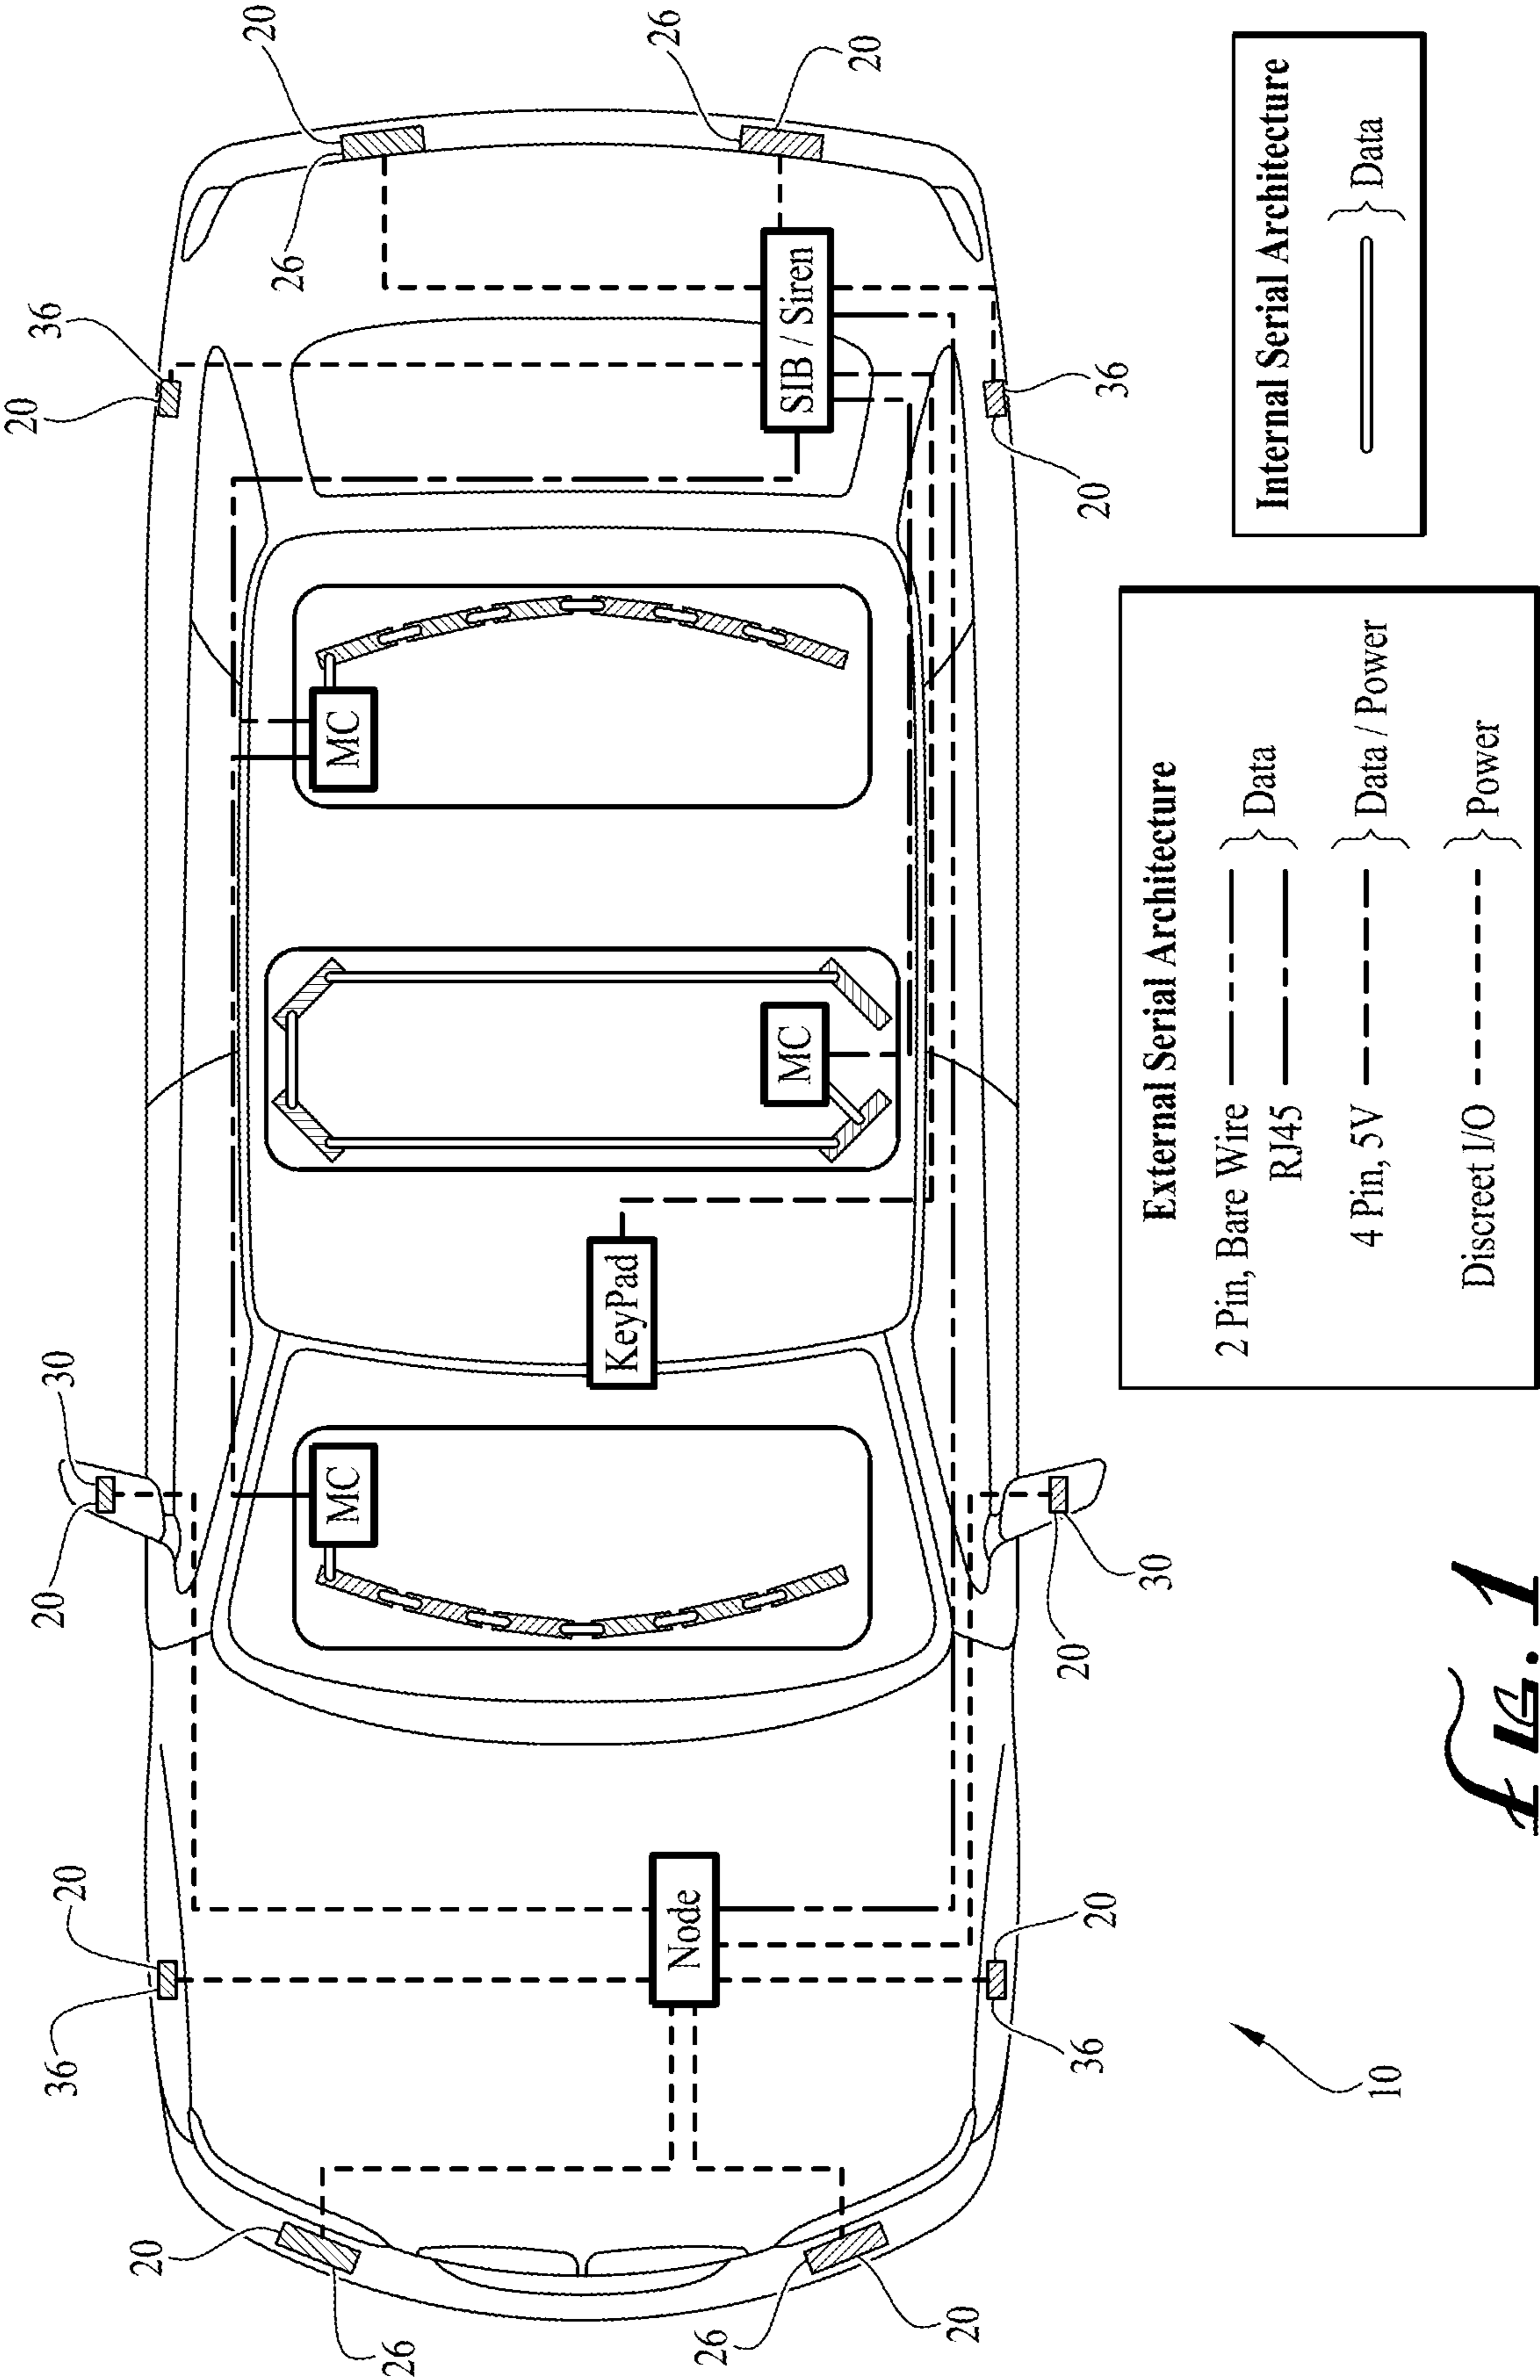 36
20
20
30
20
36
20
20
26
MC
MC
26
KeyPad
26
Node
26
MC
SIB / Siren
20
20
36
20
20
30
20
36
External Serial Architecture
2 Pin, Bare Wire
RJ45
Data
4 Pin, 5V
Data / Power
Discreet I/O
Power
Internal Serial Architecture
Data
10
FIG. 1